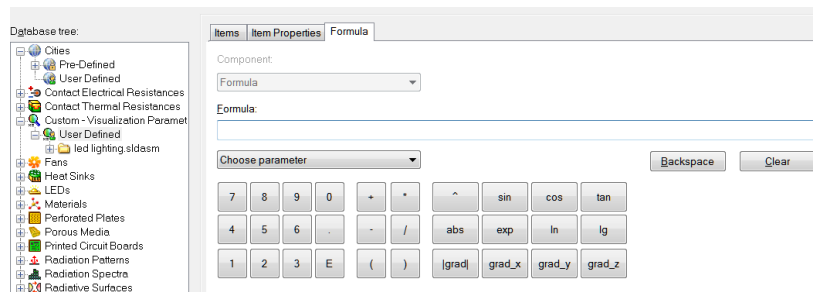 Database tree:
Cities
Pre-Defined
User Defined
Contact Electrical Resistances
Contact Thermal Resistances
Custom - Visualization Paramet
User Defined
led lighting.sldasm
Fans
Heat Sinks
LEDs
Materials
Perforated Plates
Porous Media
Printed Circuit Boards
Radiation Patterns
Radiation Spectra
Radiative Surfaces
Items Item Properties Formula
Component:
Formula
Formula:
Choose parameter Backspace Clear
7 8 9 0 + * ^ sin cos tan
4 5 6 . - / abs exp ln lg
1 2 3 E ( ) |grad| grad_x grad_y grad_z